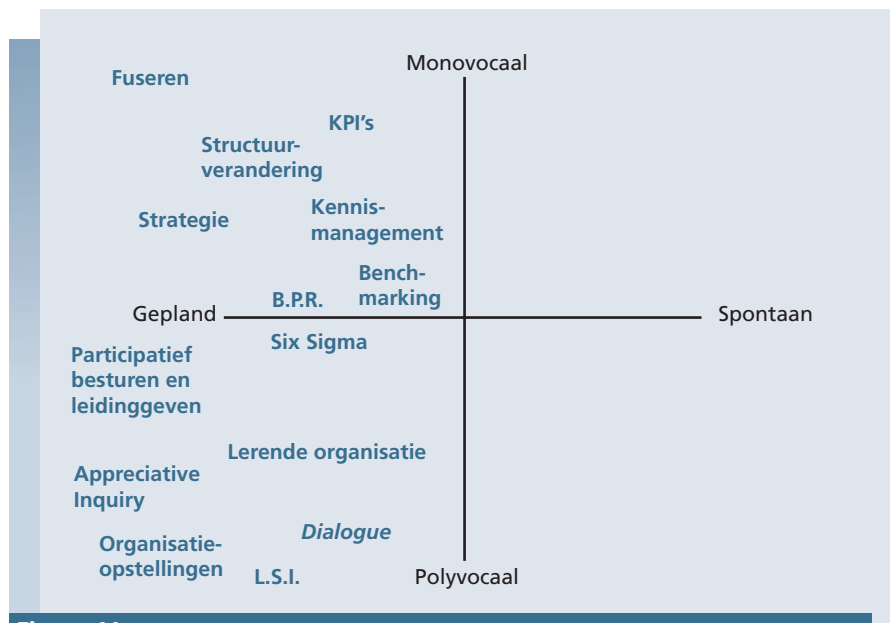 Monovocaal
Fuseren
KPI's
Structuur-
verandering
Kennis-
management
Strategie
Bench-
marking
B.P.R.
Gepland
Spontaan
Six Sigma
Participatief
besturen en
leidinggeven
Lerende organisatie
Appreciative
Inquiry
Dialogue
Organisatie-
opstellingen
L.S.I.
Polyvocaal